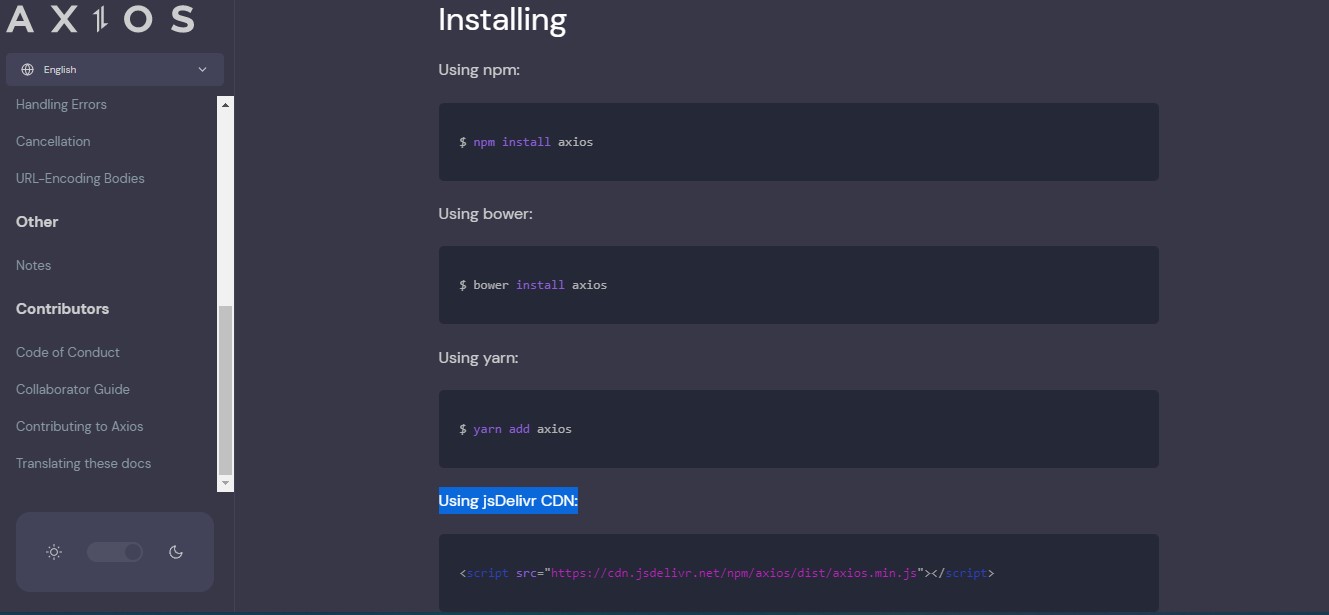 AXIOS
English
Handling Errors
Cancellation
URL-Encoding Bodies
Other
Notes
Contributors
Code of Conduct
Collaborator Guide
Contributing to Axios
Translating these docs
Installing
Using npm:
$ npm install axios
Using bower:
$ bower install axios
Using yarn:
$ yarn add axios
Using jsDelivr CDN:
<script src="https://cdn.jsdelivr.net/npm/axios/dist/axios.min.js"></script>